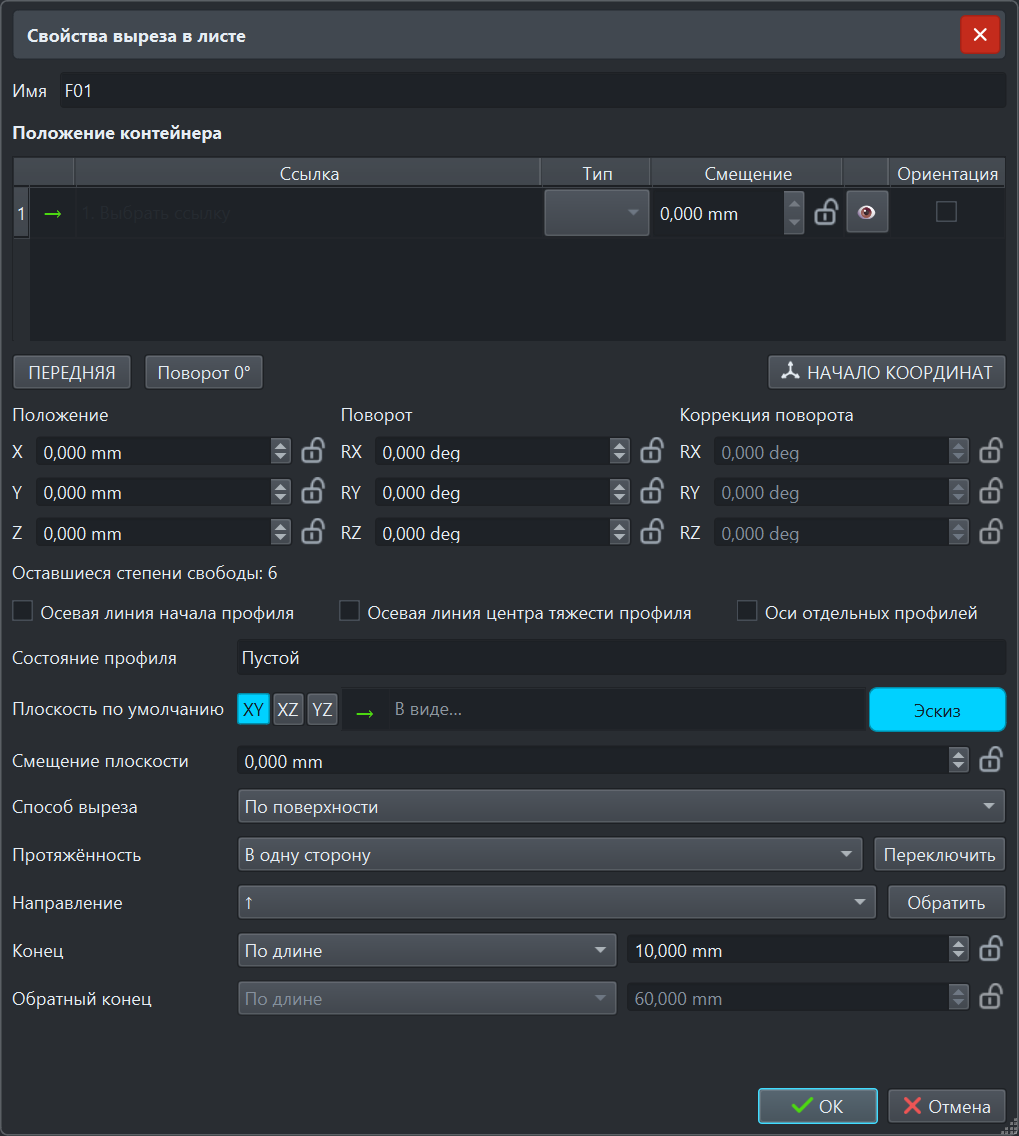 Свойства выреза в листе
Имя F01
Положение контейнера
Ссылка Тип Смещение Ориентация
1 → 1. Выбрать ссылку 0,000 mm
ПЕРЕДНЯЯ Поворот 0° НАЧАЛО КООРДИНАТ
Положение Поворот Коррекция поворота
X 0,000 mm RX 0,000 deg RX 0,000 deg
Y 0,000 mm RY 0,000 deg RY 0,000 deg
Z 0,000 mm RZ 0,000 deg RZ 0,000 deg
Оставшиеся степени свободы: 6
Осевая линия начала профиля Осевая линия центра тяжести профиля Оси отдельных профилей
Состояние профиля Пустой
Плоскость по умолчанию XY XZ YZ → В виде... Эскиз
Смещение плоскости 0,000 mm
Способ выреза По поверхности
Протяжённость В одну сторону Переключить
Направление ↑ Обратить
Конец По длине 10,000 mm
Обратный конец По длине 60,000 mm
ОК Отмена